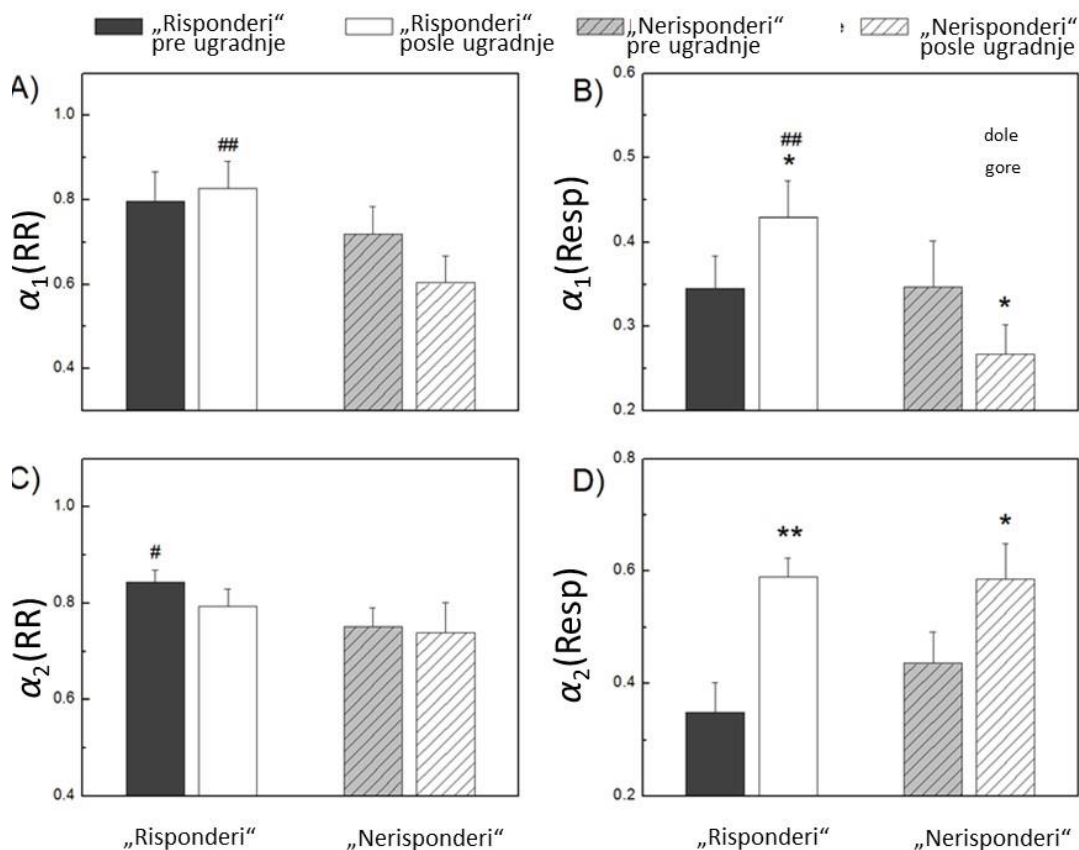 „Risponderi“ pre ugradnje
„Risponderi“ posle ugradnje
„Nerisponderi“ pre ugradnje
„Nerisponderi“ posle ugradnje
A)
1.0
0.8
0.6
0.4
α₁(RR)
##
B)
0.6
0.5
0.4
0.3
0.2
α₁(Resp)
dole
gore
##
*
*
C)
1.0
0.8
0.6
0.4
α₂(RR)
#
„Risponderi“
„Nerisponderi“
D)
0.8
0.6
0.4
0.2
α₂(Resp)
**
*
„Risponderi“
„Nerisponderi“